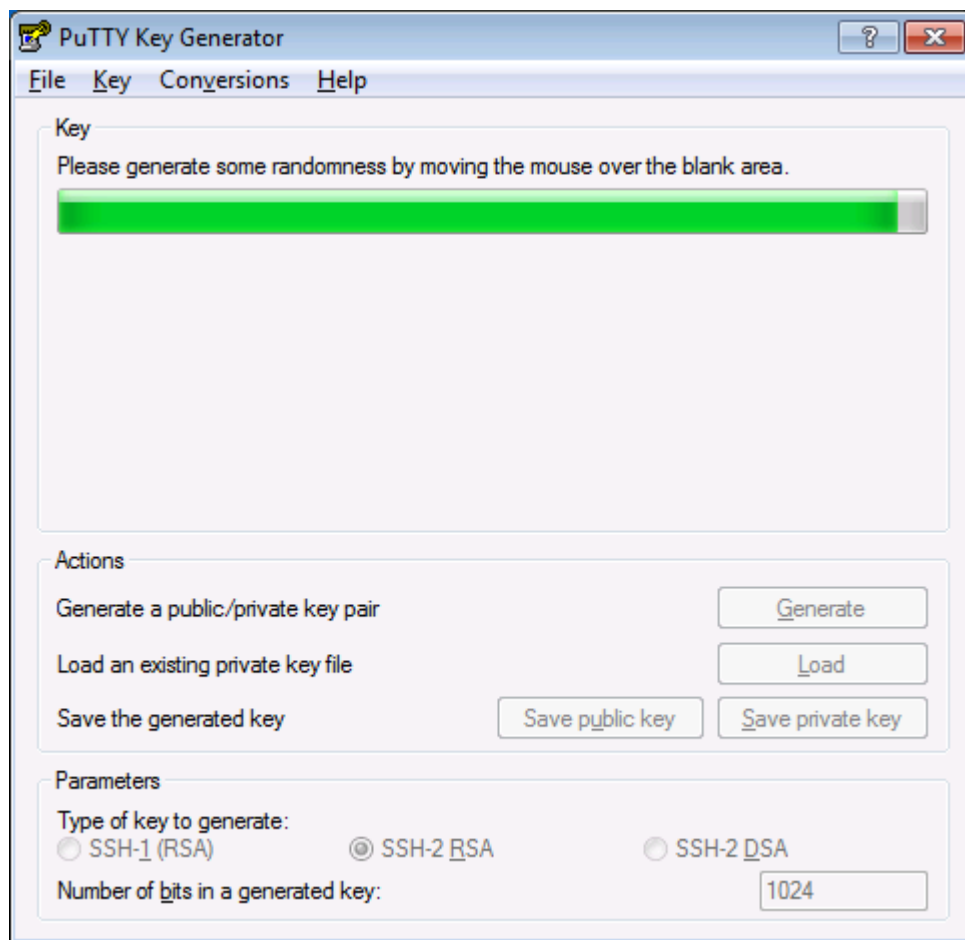 PuTTY Key Generator
File Key Conversions Help
Key
Please generate some randomness by moving the mouse over the blank area.
Actions
Generate a public/private key pair Generate
Load an existing private key file Load
Save the generated key Save public key Save private key
Parameters
Type of key to generate:
SSH-1 (RSA) SSH-2 RSA SSH-2 DSA
Number of bits in a generated key: 1024